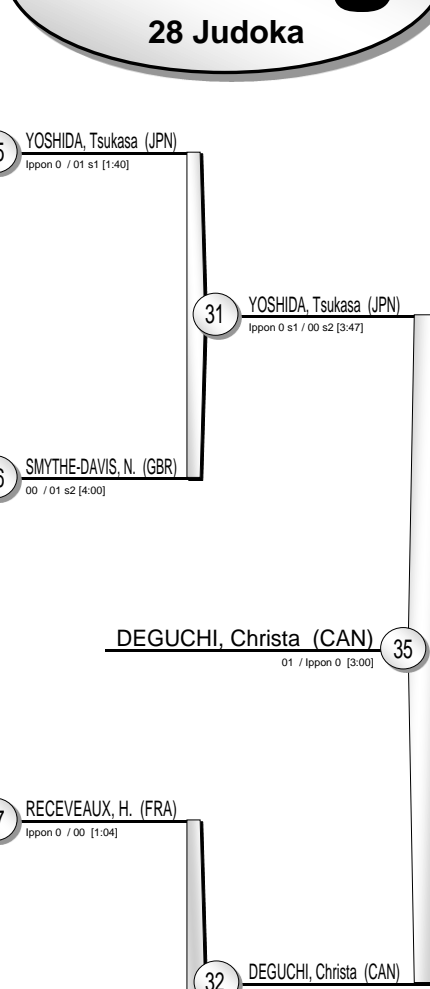 28 Judoka
5 YOSHIDA, Tsukasa (JPN)
Ippon 0 / 01 s1 [1:40]
31 YOSHIDA, Tsukasa (JPN)
Ippon 0 s1 / 00 s2 [3:47]
6 SMYTHE-DAVIS, N. (GBR)
00 / 01 s2 [4:00]
DEGUCHI, Christa (CAN) 35
01 / Ippon 0 [3:00]
7 RECEVEAUX, H. (FRA)
Ippon 0 / 00 [1:04]
32 DEGUCHI, Christa (CAN)